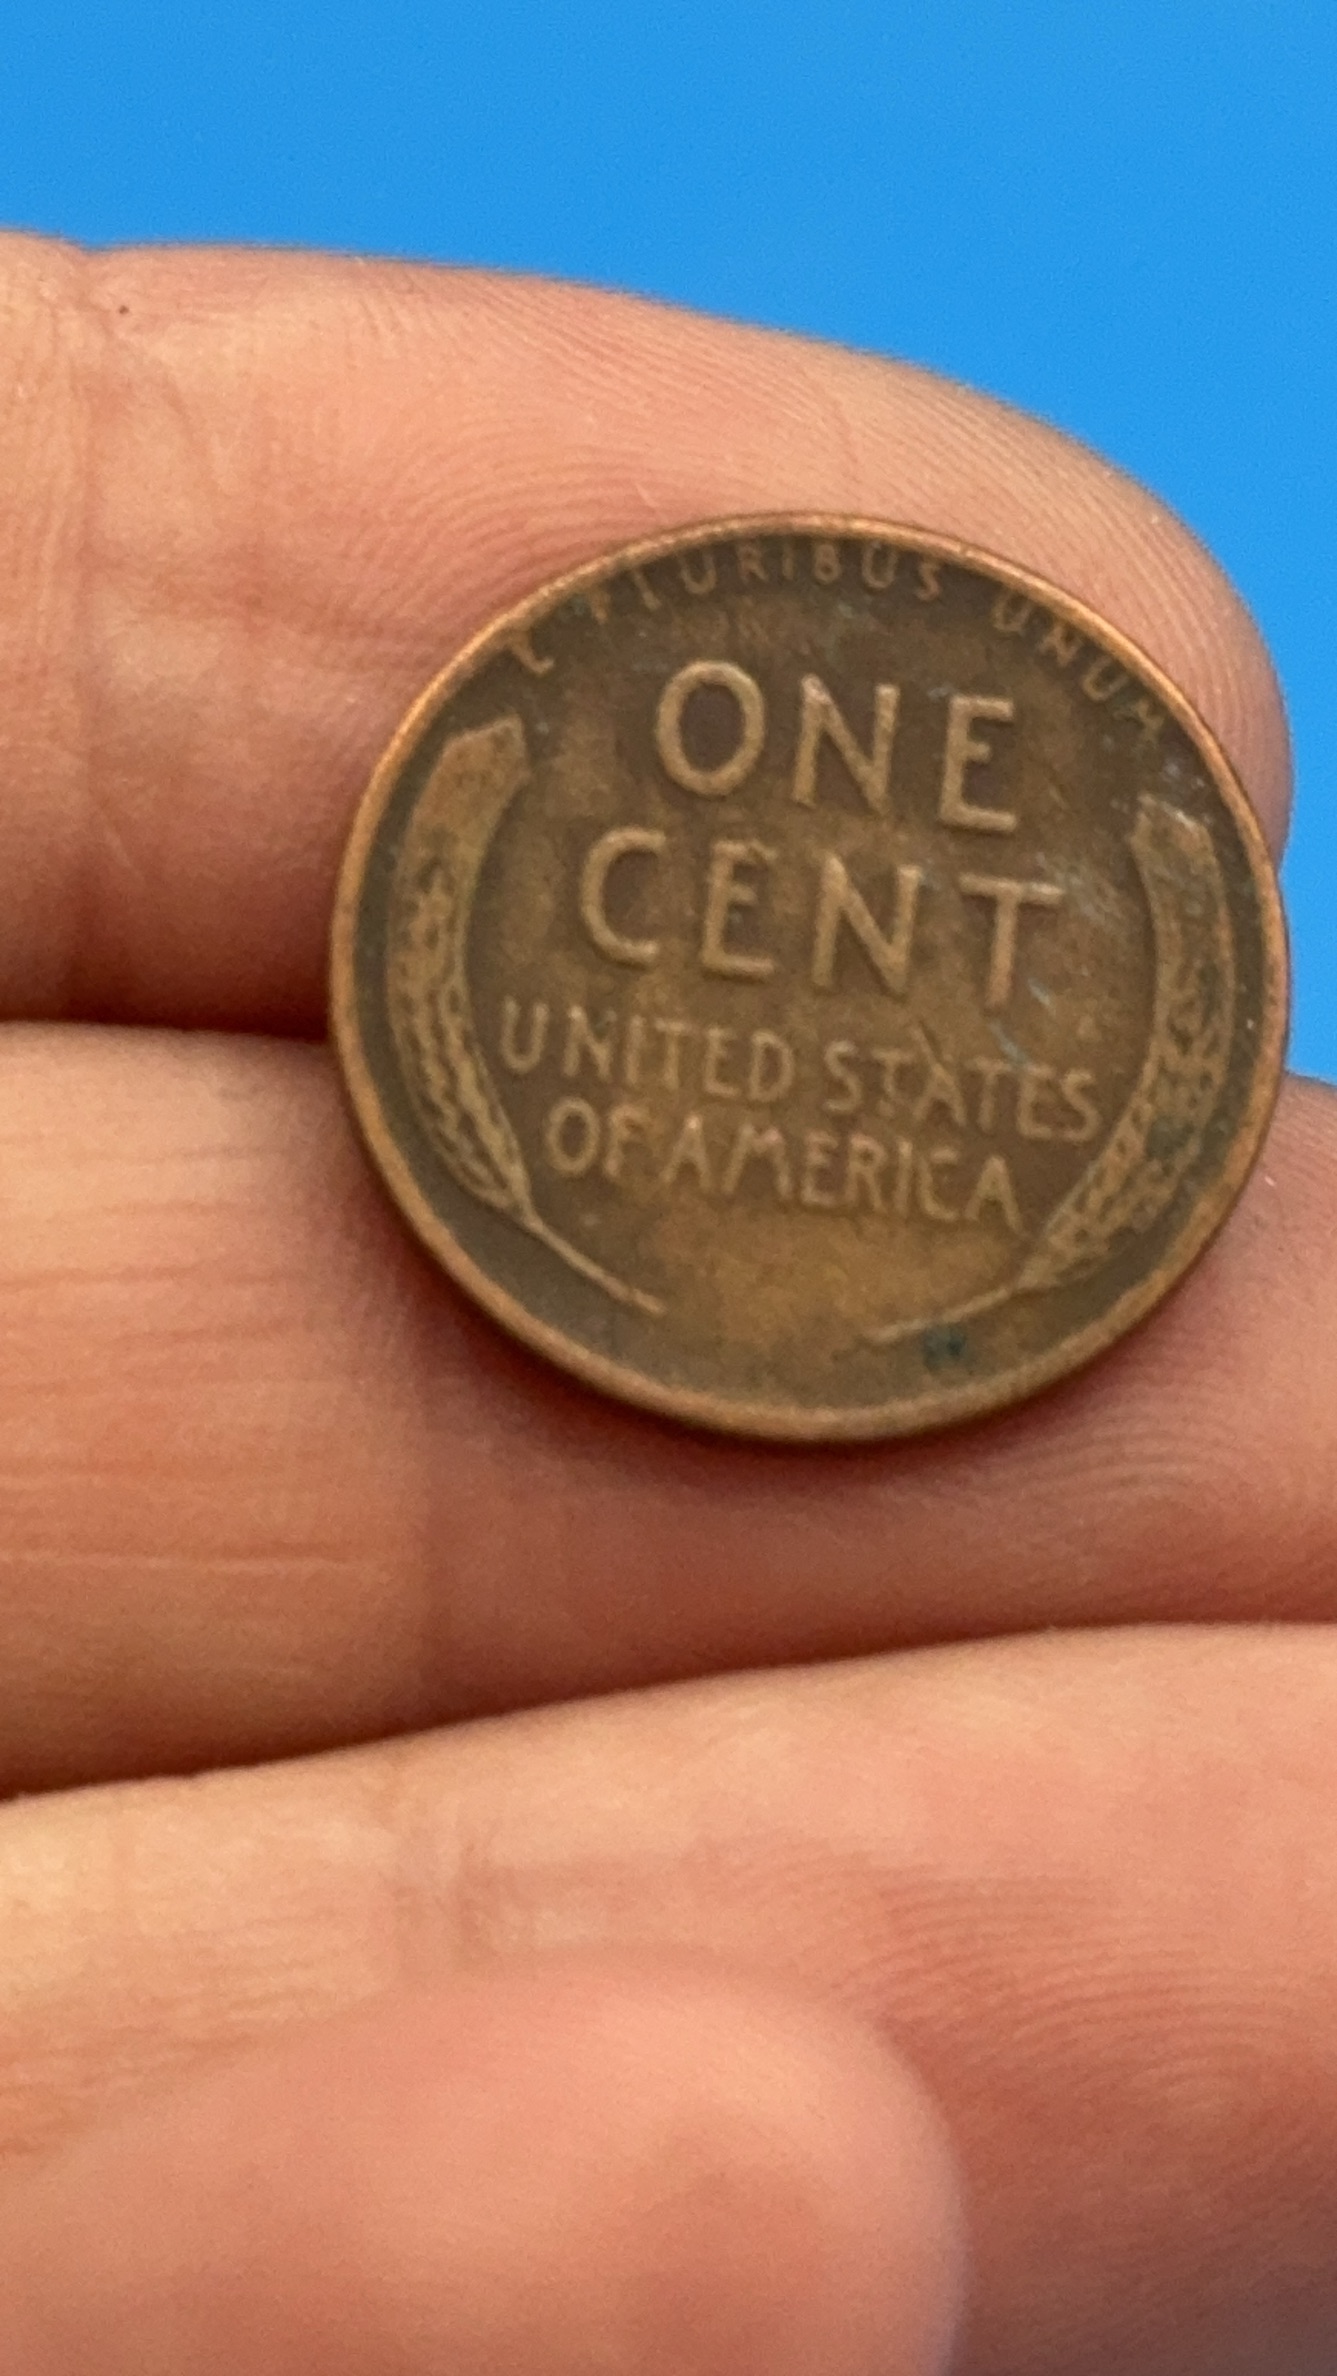 E PLURIBUS UNUM
ONE
CENT
UNITED STATES
OF AMERICA